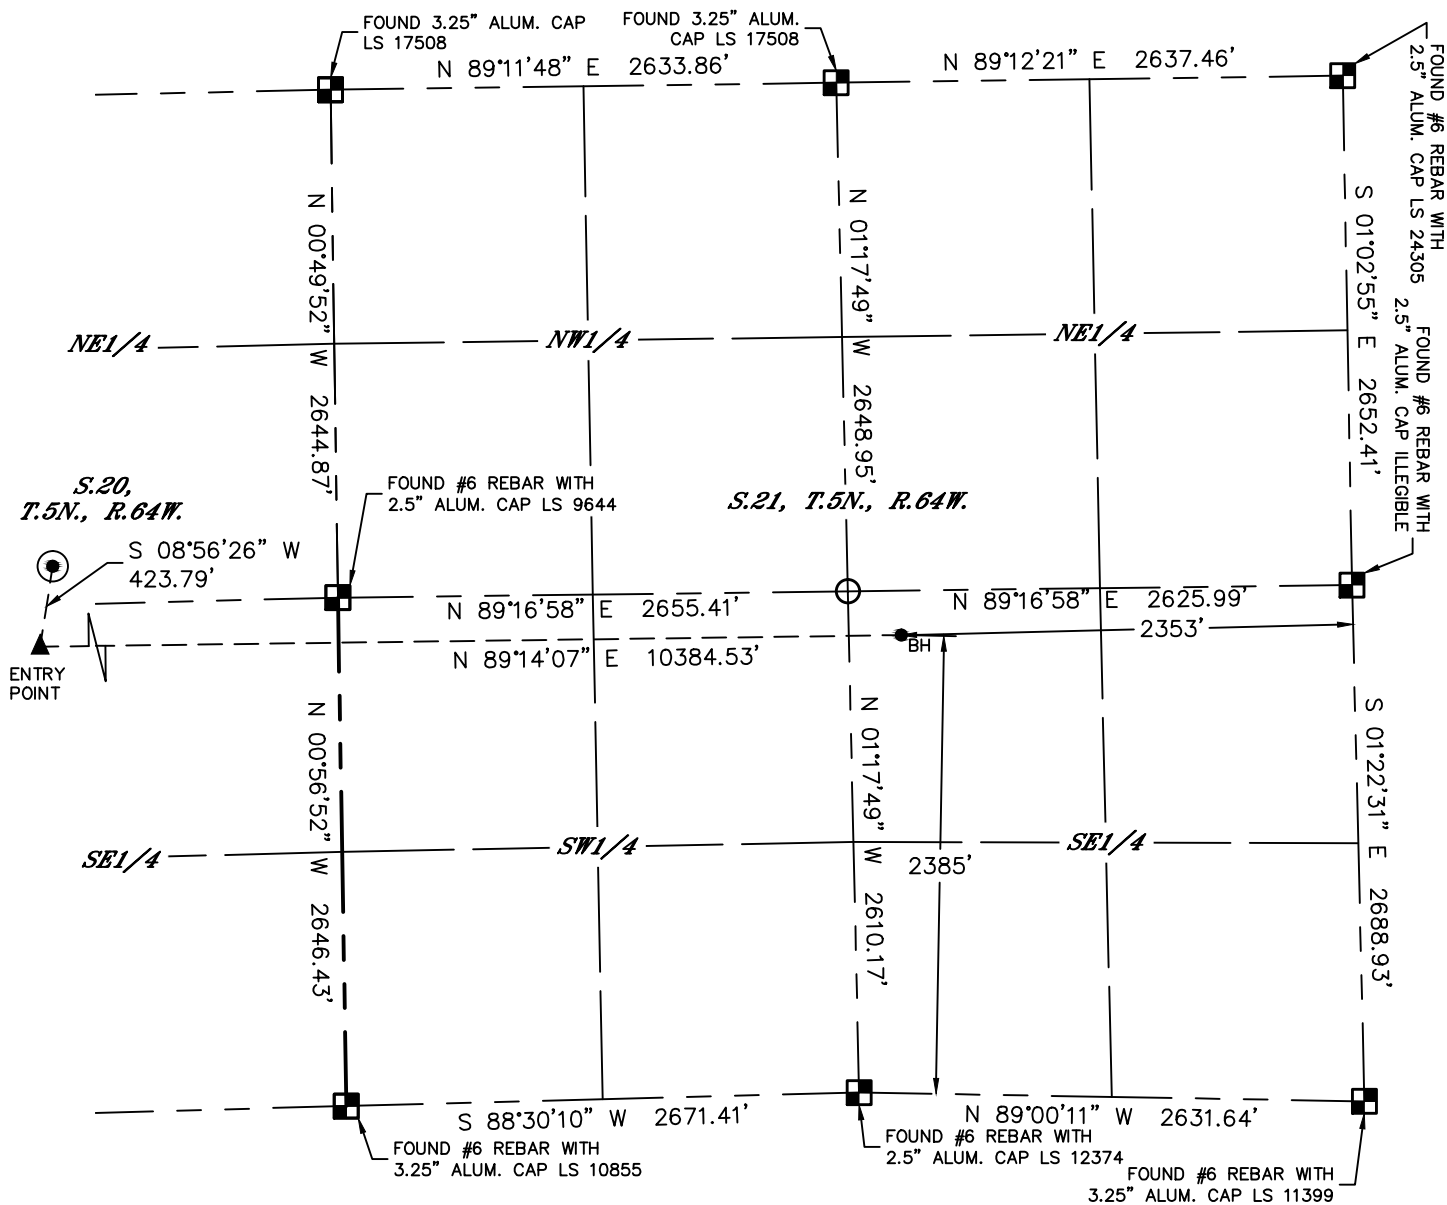 FOUND 3.25" ALUM. CAP
LS 17508
FOUND 3.25" ALUM.
CAP LS 17508
N 89°11'48" E 2633.86'
N 89°12'21" E 2637.46'
FOUND #6 REBAR WITH
2.5" ALUM. CAP LS 24305
N 00°49'52" W 2644.87'
N 01°17'49" W 2648.95'
S 01°02'55" E 2652.41'
FOUND #6 REBAR WITH
2.5" ALUM. CAP ILLEGIBLE
NE1/4
NW1/4
NE1/4
S.20,
T.5N., R.64W.
FOUND #6 REBAR WITH
2.5" ALUM. CAP LS 9644
S.21, T.5N., R.64W.
S 08°56'26" W
423.79'
N 89°16'58" E 2655.41'
N 89°16'58" E 2625.99'
2353'
BH
N 89°14'07" E 10384.53'
ENTRY
POINT
N 00°56'52" W 2646.43'
N 01°17'49" W 2610.17'
S 01°22'31" E 2688.93'
SE1/4
SW1/4
SE1/4
2385'
S 88°30'10" W 2671.41'
N 89°00'11" W 2631.64'
FOUND #6 REBAR WITH
3.25" ALUM. CAP LS 10855
FOUND #6 REBAR WITH
2.5" ALUM. CAP LS 12374
FOUND #6 REBAR WITH
3.25" ALUM. CAP LS 11399